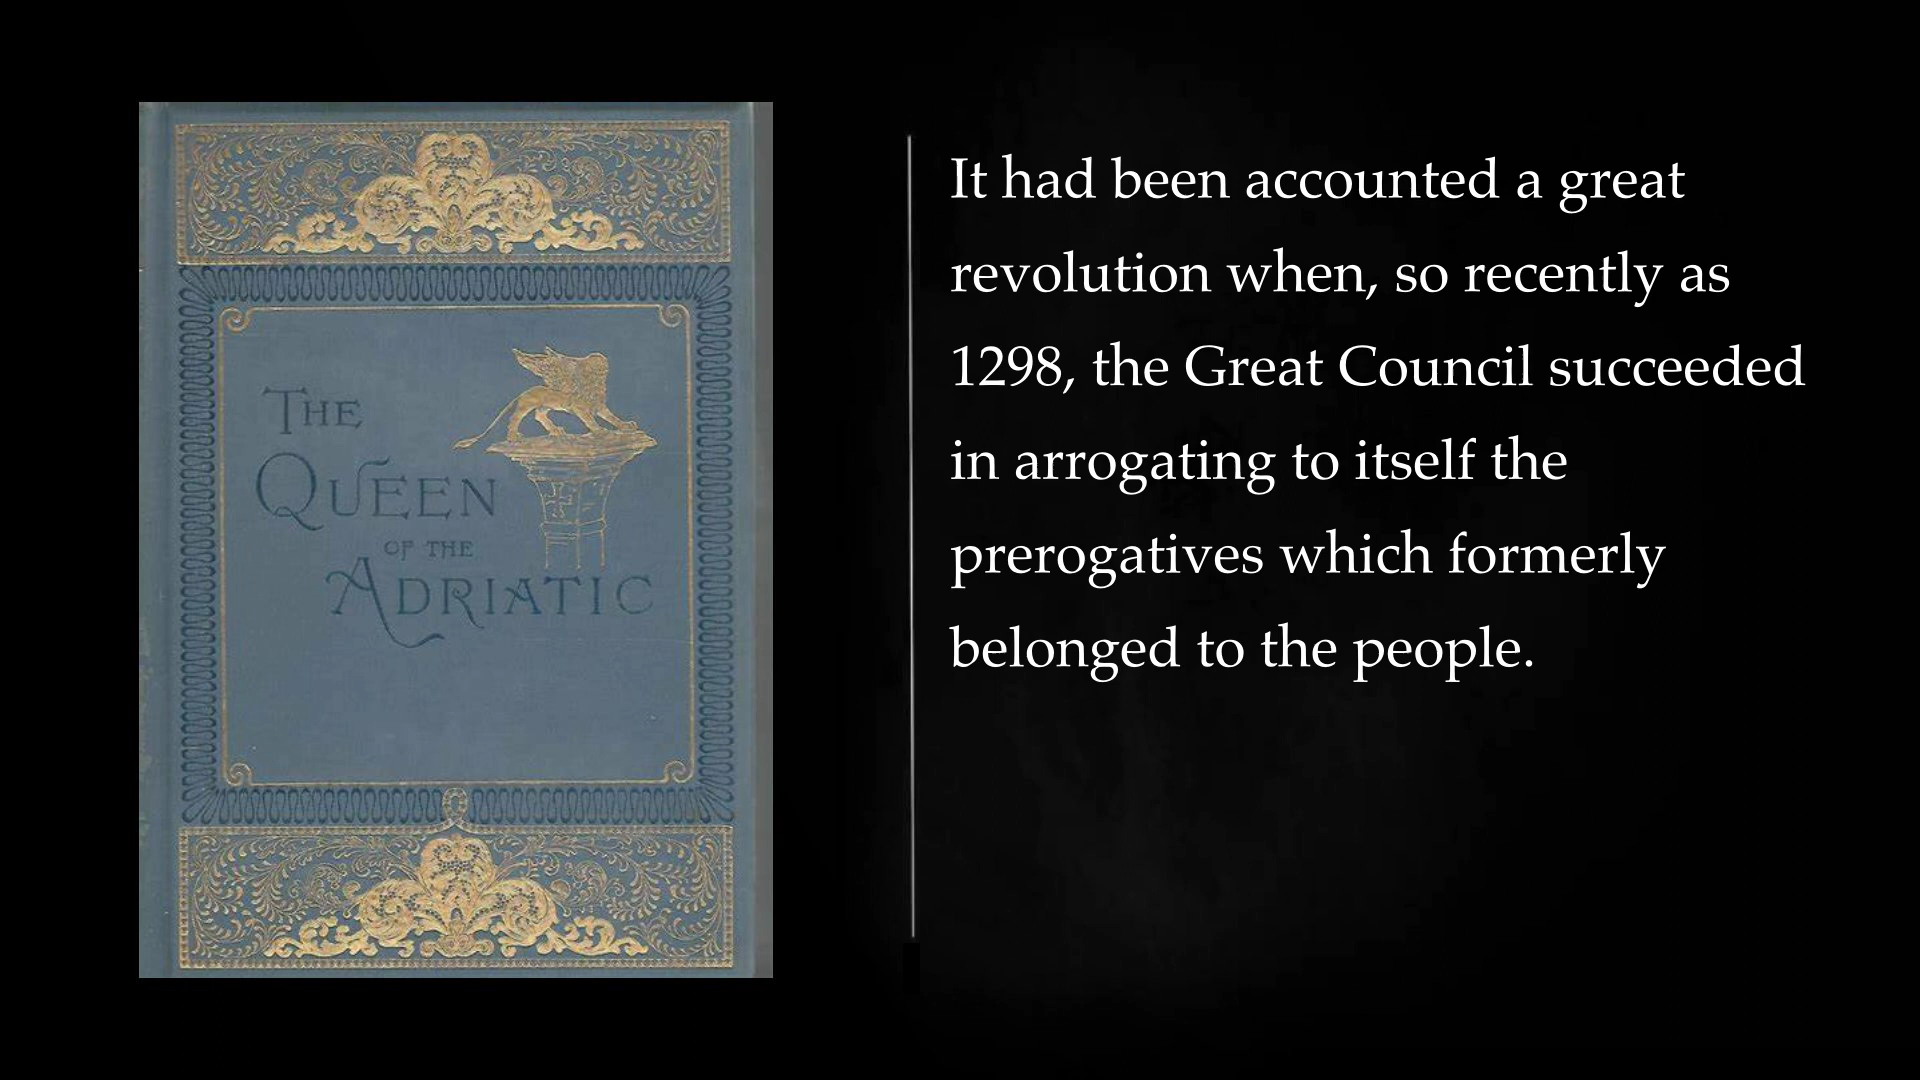 THE
QUEEN
OF THE
ADRIATIC
It had been accounted a great
revolution when, so recently as
1298, the Great Council succeeded
in arrogating to itself the
prerogatives which formerly
belonged to the people.